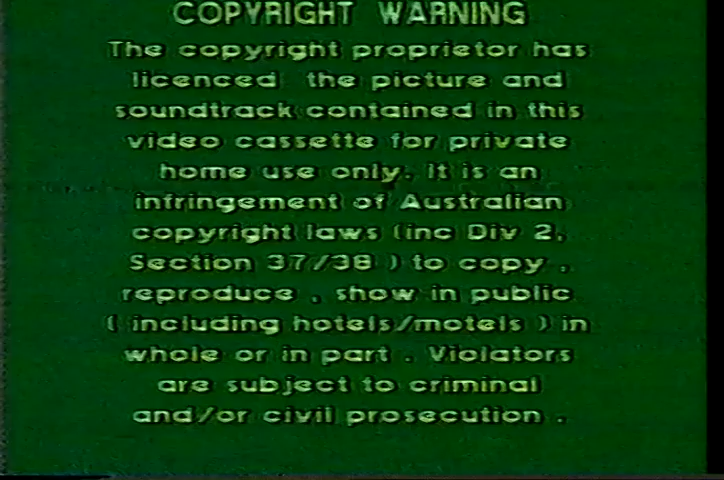 COPYRIGHT WARNING
The copyright proprietor has
licenced the picture and
soundtrack contained in this
video cassette for private
home use only. It is an
infringement of Australian
copyright laws (inc Div 2,
Section 37/38 ) to copy ,
reproduce , show in public
( including hotels/motels ) in
whole or in part . Violators
are subject to criminal
and/or civil prosecution .